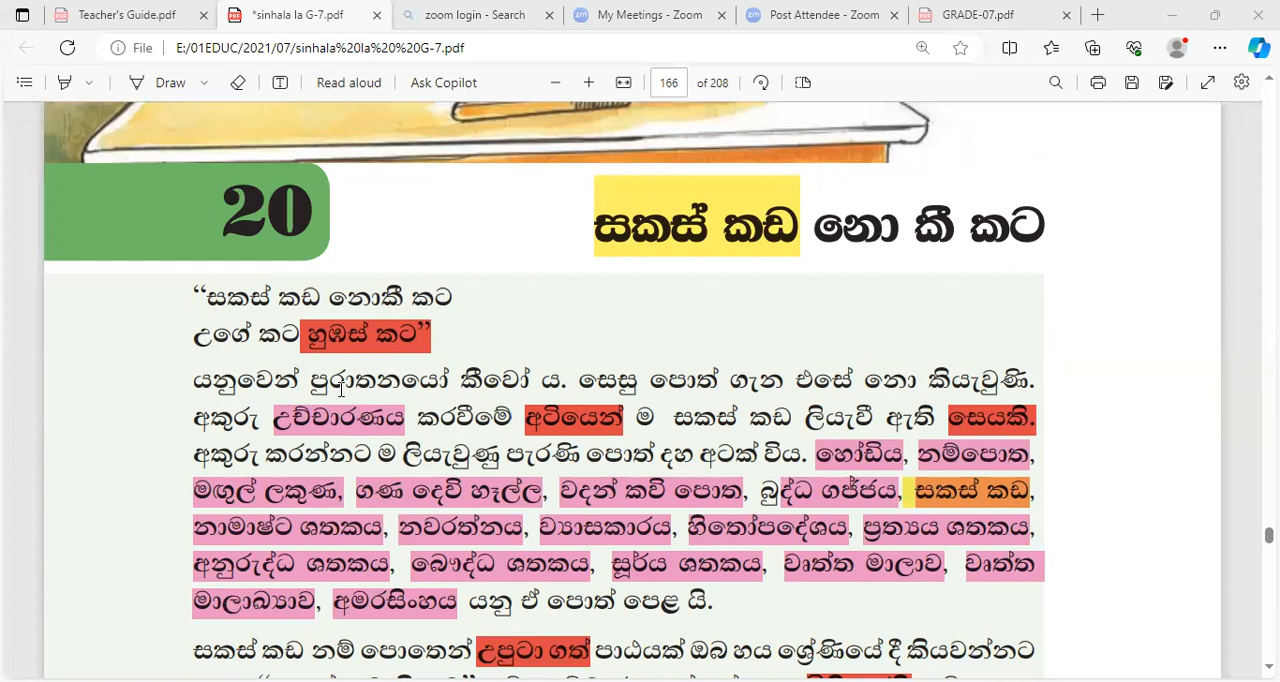 Teacher's Guide.pdf
*sinhala la G-7.pdf
zoom login - Search
My Meetings - Zoom
Post Attendee - Zoom
GRADE-07.pdf
File
E:/01EDUC/2021/07/sinhala%20la%20%20G-7.pdf
Draw
Read aloud
Ask Copilot
166 of 208
20
සකස් කඩ නො කී කට
“සකස් කඩ නොකී කට
උගේ කට හුඹස් කට”
යනුවෙන් පුරාතනයෝ කීවෝ ය. සෙසු පොත් ගැන එසේ නො කියැවුණි.
අකුරු උච්චාරණය කරවීමේ අටියෙන් ම සකස් කඩ ලියැවී ඇති සෙයකි.
අකුරු කරන්නට ම ලියැවුණු පැරණි පොත් දහ අටක් විය. හෝඩිය, නම්පොත,
මඟුල් ලකුණ, ගණ දෙවි හෑල්ල, වදන් කවි පොත, බුද්ධ ගජ්ජය, සකස් කඩ,
නාමාෂ්ට ශතකය, නවරත්නය, ව්‍යාසකාරය, හිතෝපදේශය, ප්‍රත්‍යය ශතකය,
අනුරුද්ධ ශතකය, බෞද්ධ ශතකය, සූර්ය ශතකය, වෘත්ත මාලාව, වෘත්ත
මාලාඛ්‍යාව, අමරසිංහය යනු ඒ පොත් පෙළ යි.
සකස් කඩ නම් පොතෙන් උපුටා ගත් පාඨයක් ඔබ හය ශ්‍රේණියේ දී කියවන්නට